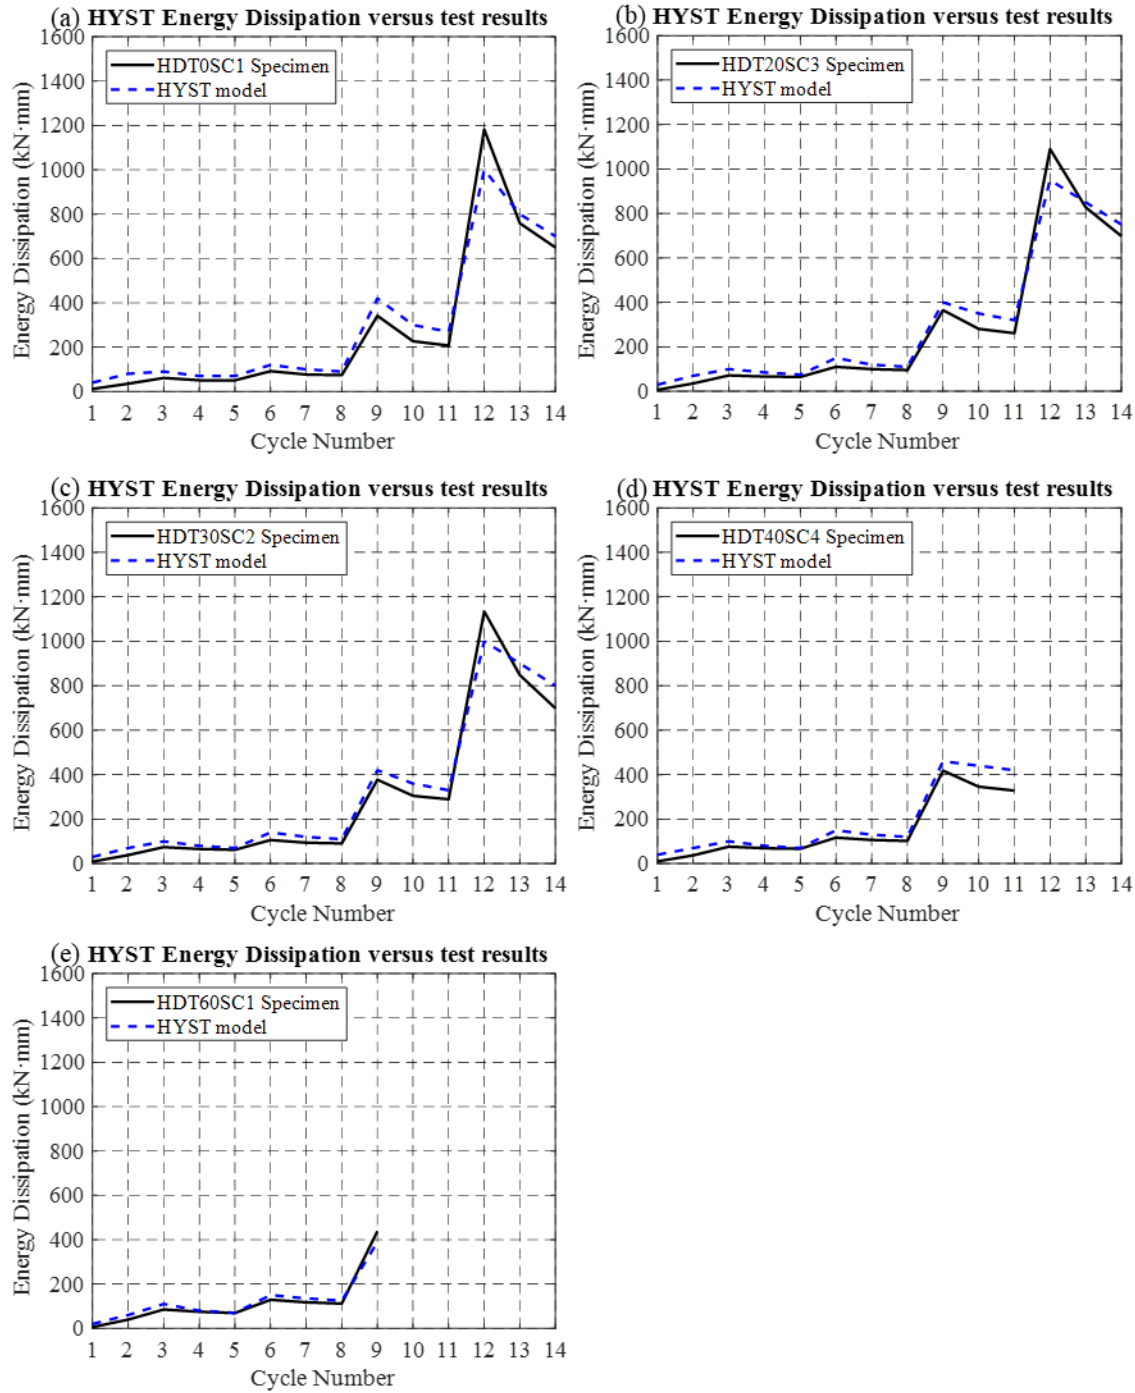 (a) HYST Energy Dissipation versus test results
1600
1400
1200
1000
800
600
400
200
0
Energy Dissipation (kN·mm)
HDT0SC1 Specimen
HYST model
1 2 3 4 5 6 7 8 9 10 11 12 13 14
Cycle Number
(b) HYST Energy Dissipation versus test results
1600
1400
1200
1000
800
600
400
200
0
Energy Dissipation (kN·mm)
HDT20SC3 Specimen
HYST model
1 2 3 4 5 6 7 8 9 10 11 12 13 14
Cycle Number
(c) HYST Energy Dissipation versus test results
1600
1400
1200
1000
800
600
400
200
0
Energy Dissipation (kN·mm)
HDT30SC2 Specimen
HYST model
1 2 3 4 5 6 7 8 9 10 11 12 13 14
Cycle Number
(d) HYST Energy Dissipation versus test results
1600
1400
1200
1000
800
600
400
200
0
Energy Dissipation (kN·mm)
HDT40SC4 Specimen
HYST model
1 2 3 4 5 6 7 8 9 10 11 12 13 14
Cycle Number
(e) HYST Energy Dissipation versus test results
1600
1400
1200
1000
800
600
400
200
0
Energy Dissipation (kN·mm)
HDT60SC1 Specimen
HYST model
1 2 3 4 5 6 7 8 9 10 11 12 13 14
Cycle Number